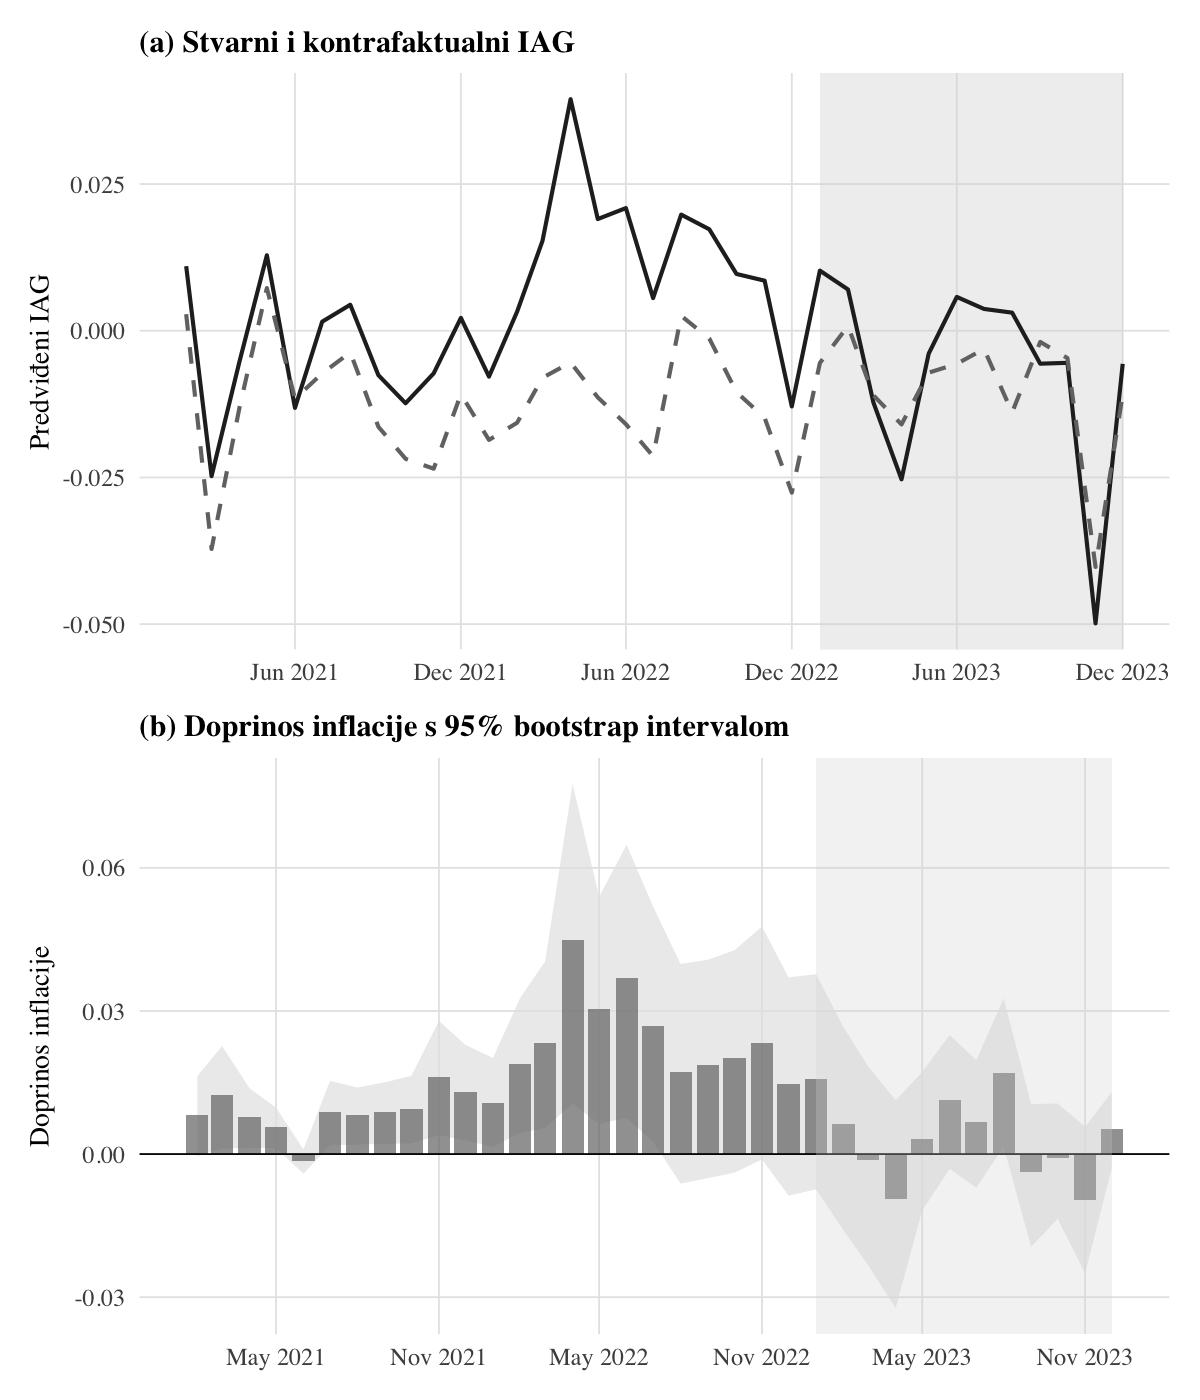 (a) Stvarni i kontrafaktualni IAG
Predviđeni IAG
0.025
0.000
-0.025
-0.050
Jun 2021
Dec 2021
Jun 2022
Dec 2022
Jun 2023
Dec 2023
(b) Doprinos inflacije s 95% bootstrap intervalom
Doprinos inflacije
0.06
0.03
0.00
-0.03
May 2021
Nov 2021
May 2022
Nov 2022
May 2023
Nov 2023